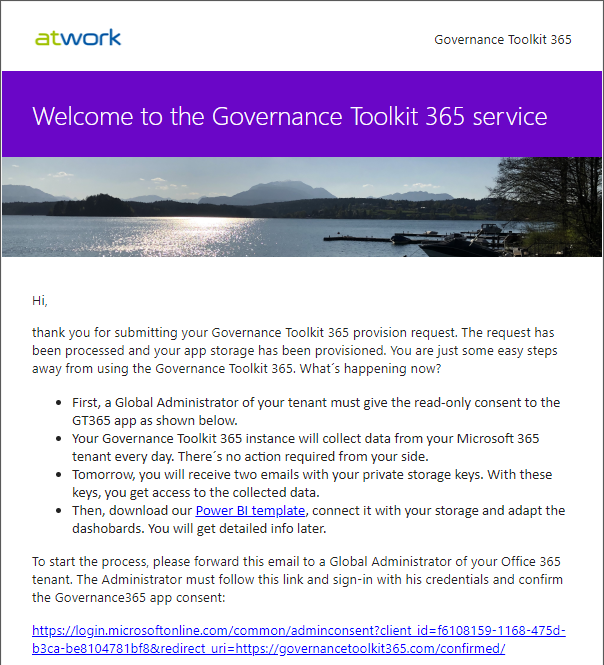 atwork
Governance Toolkit 365
Welcome to the Governance Toolkit 365 service
Hi,
thank you for submitting your Governance Toolkit 365 provision request. The request has
been processed and your app storage has been provisioned. You are just some easy steps
away from using the Governance Toolkit 365. What´s happening now?
• First, a Global Administrator of your tenant must give the read-only consent to the
GT365 app as shown below.
• Your Governance Toolkit 365 instance will collect data from your Microsoft 365
tenant every day. There´s no action required from your side.
• Tomorrow, you will receive two emails with your private storage keys. With these
keys, you get access to the collected data.
• Then, download our Power BI template, connect it with your storage and adapt the
dashobards. You will get detailed info later.
To start the process, please forward this email to a Global Administrator of your Office 365
tenant. The Administrator must follow this link and sign-in with his credentials and confirm
the Governance365 app consent:
https://login.microsoftonline.com/common/adminconsent?client_id=f6108159-1168-475d-
b3ca-be8104781bf8&redirect_uri=https://governancetoolkit365.com/confirmed/